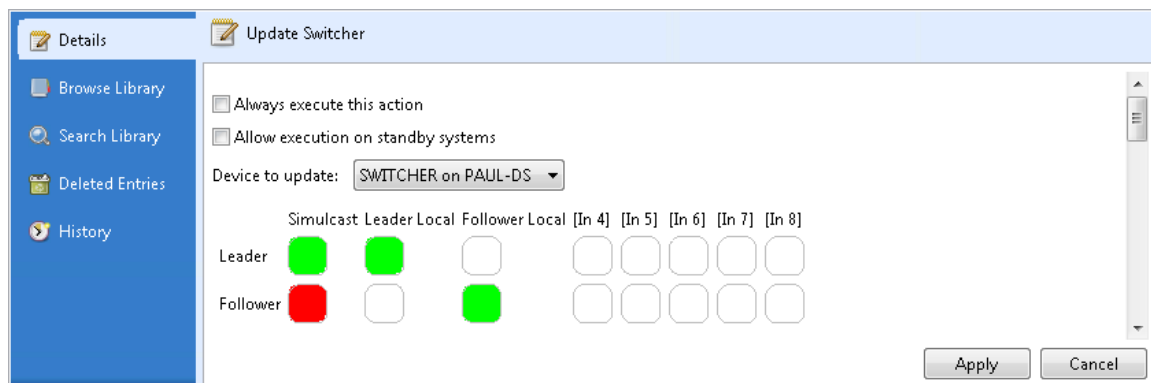 Details
Browse Library
Search Library
Deleted Entries
History
Update Switcher
Always execute this action
Allow execution on standby systems
Device to update: SWITCHER on PAUL-DS
Simulcast Leader Local Follower Local [In 4] [In 5] [In 6] [In 7] [In 8]
Leader
Follower
Apply Cancel